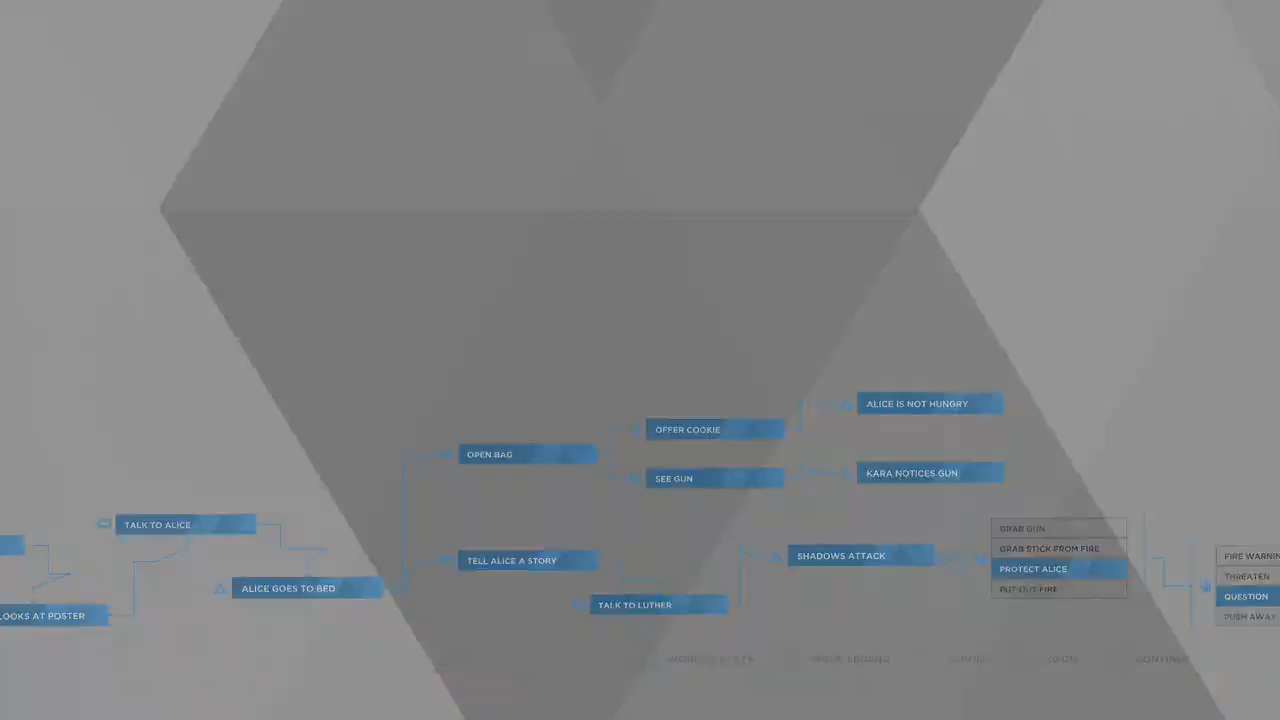 ALICE IS NOT HUNGRY
OFFER COOKIE
OPEN BAG
KARA NOTICES GUN
SEE GUN
TALK TO ALICE
GRAB GUN
GRAB STICK FROM FIRE
PROTECT ALICE
PUT OUT FIRE
SHADOWS ATTACK
TELL ALICE A STORY
FIRE WARNIN
THREATEN
QUESTION
PUSH AWAY
ALICE GOES TO BED
TALK TO LUTHER
LOOKS AT POSTER